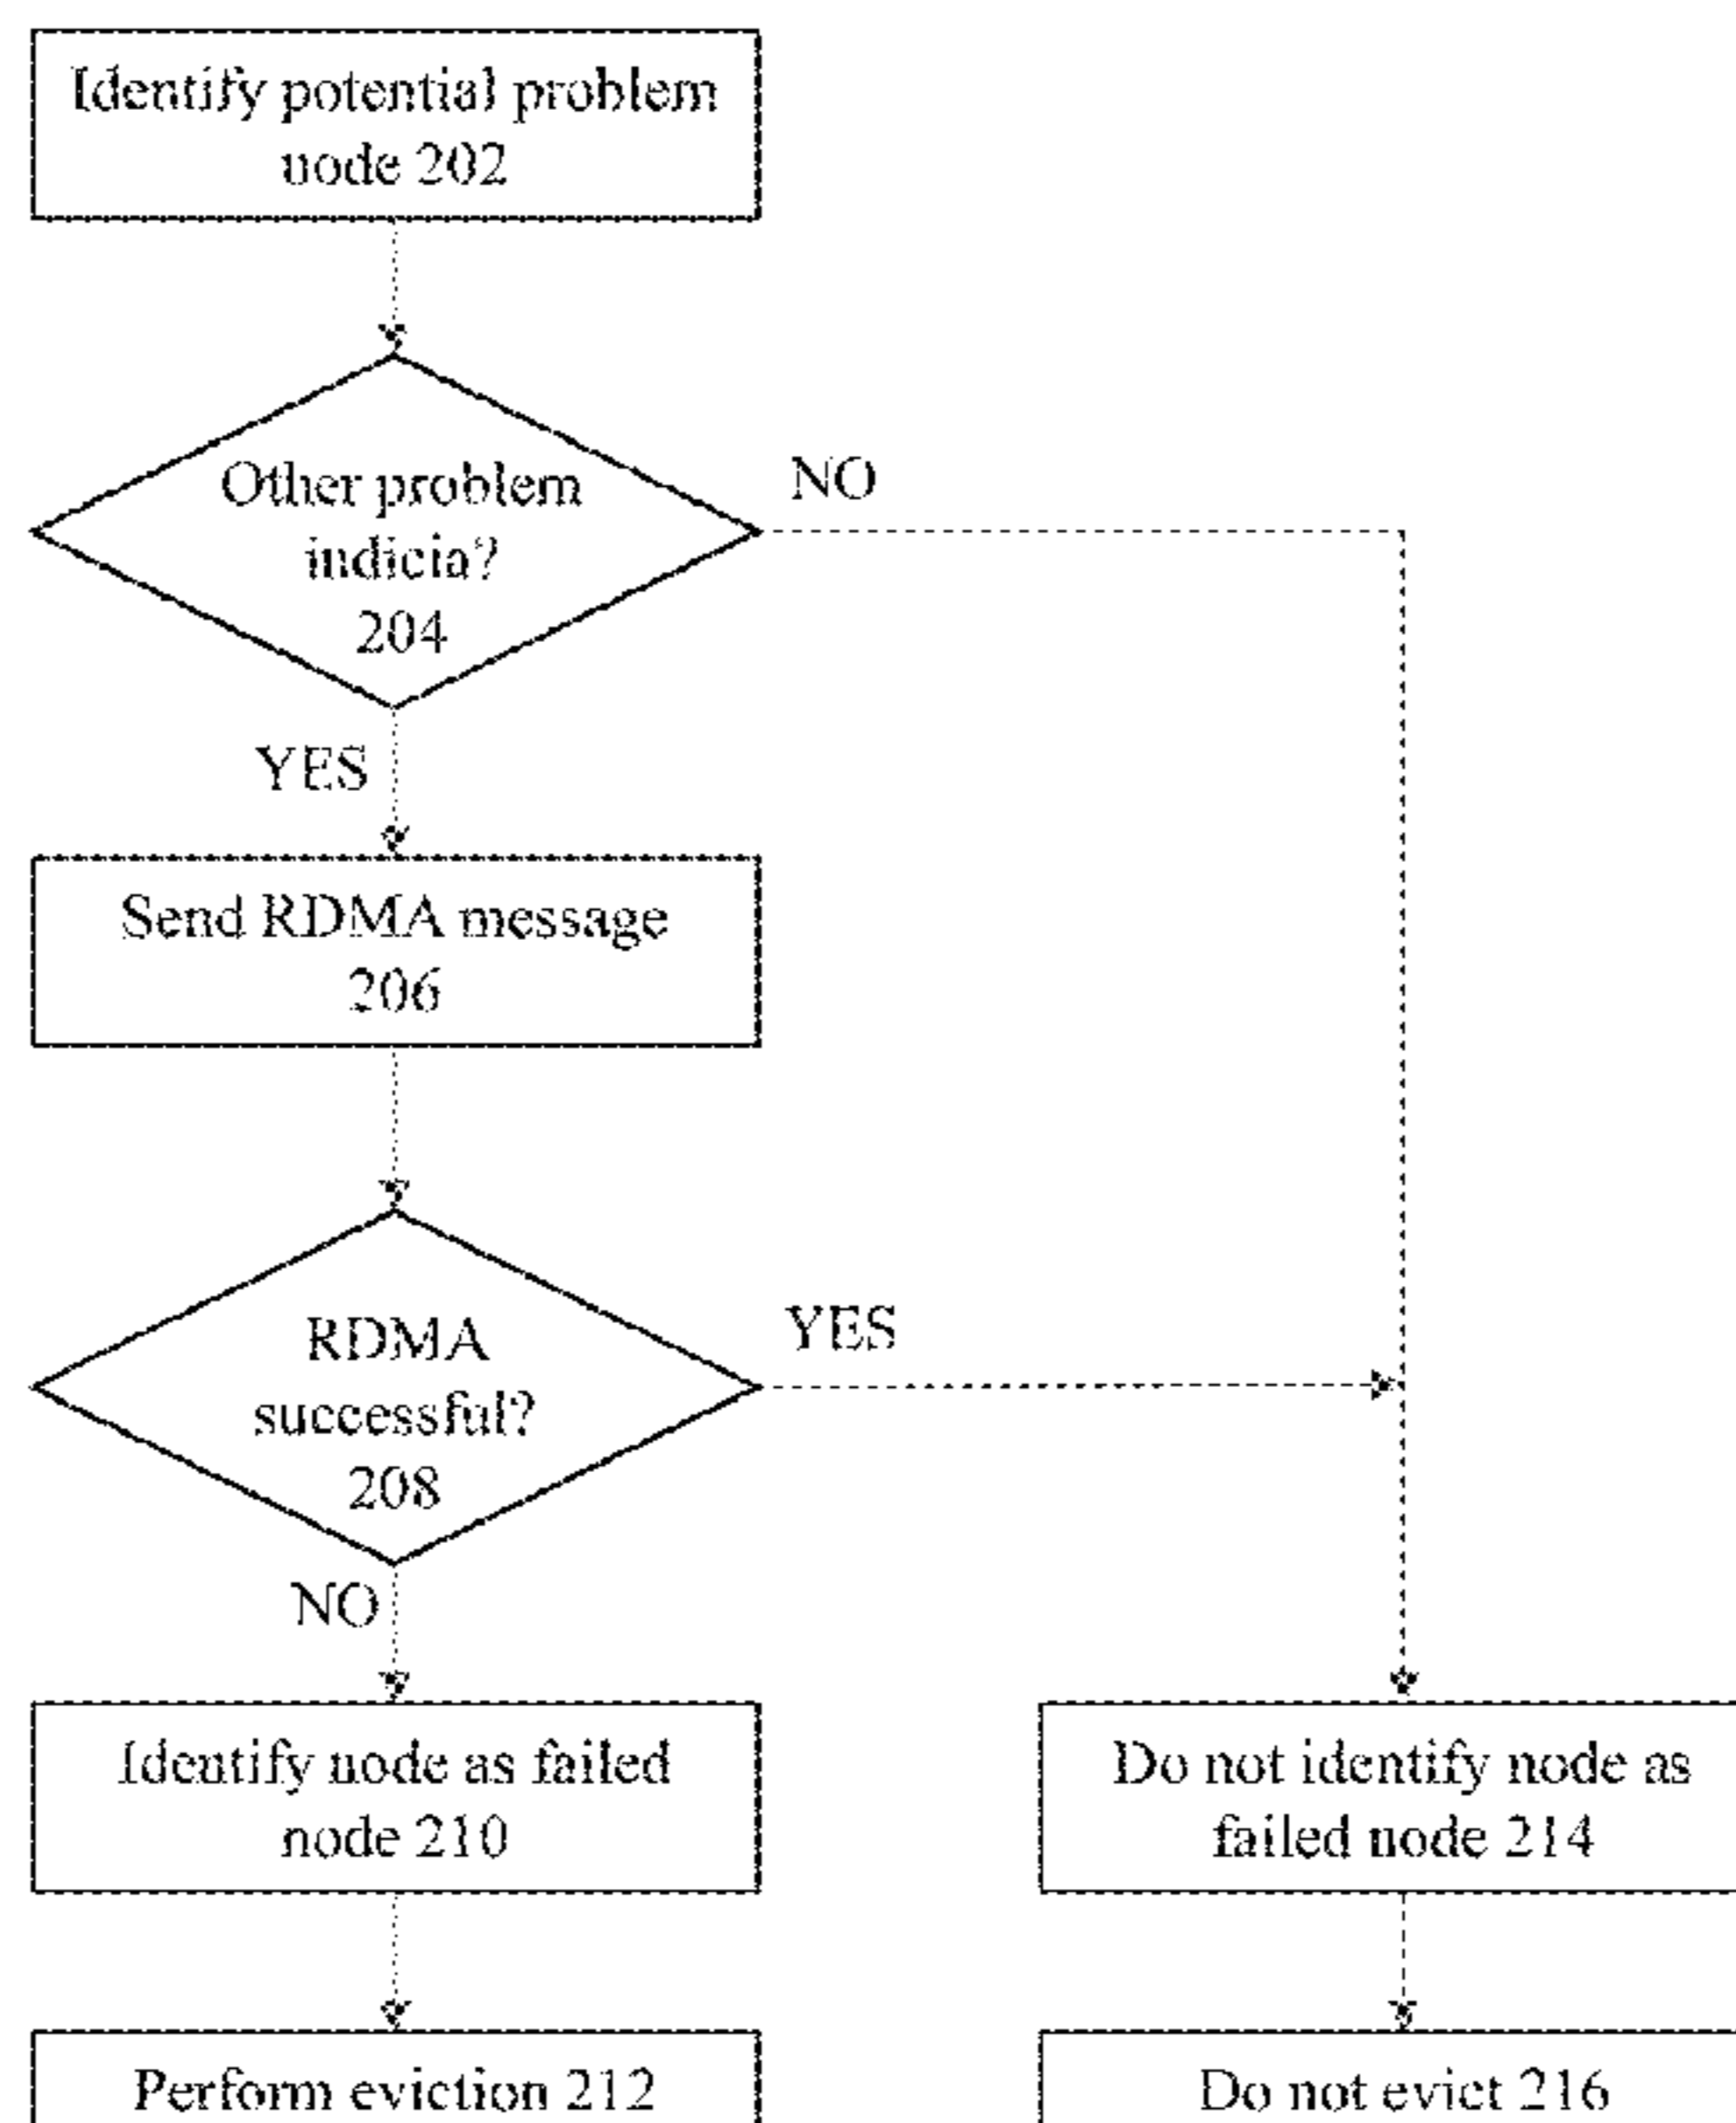 Identify potential problem
node 202
Other problem
indicia?
204
NO
YES
Send RDMA message
206
RDMA
successful?
208
YES
NO
Identify node as failed
node 210
Do not identify node as
failed node 214
Perform eviction 212
Do not evict 216